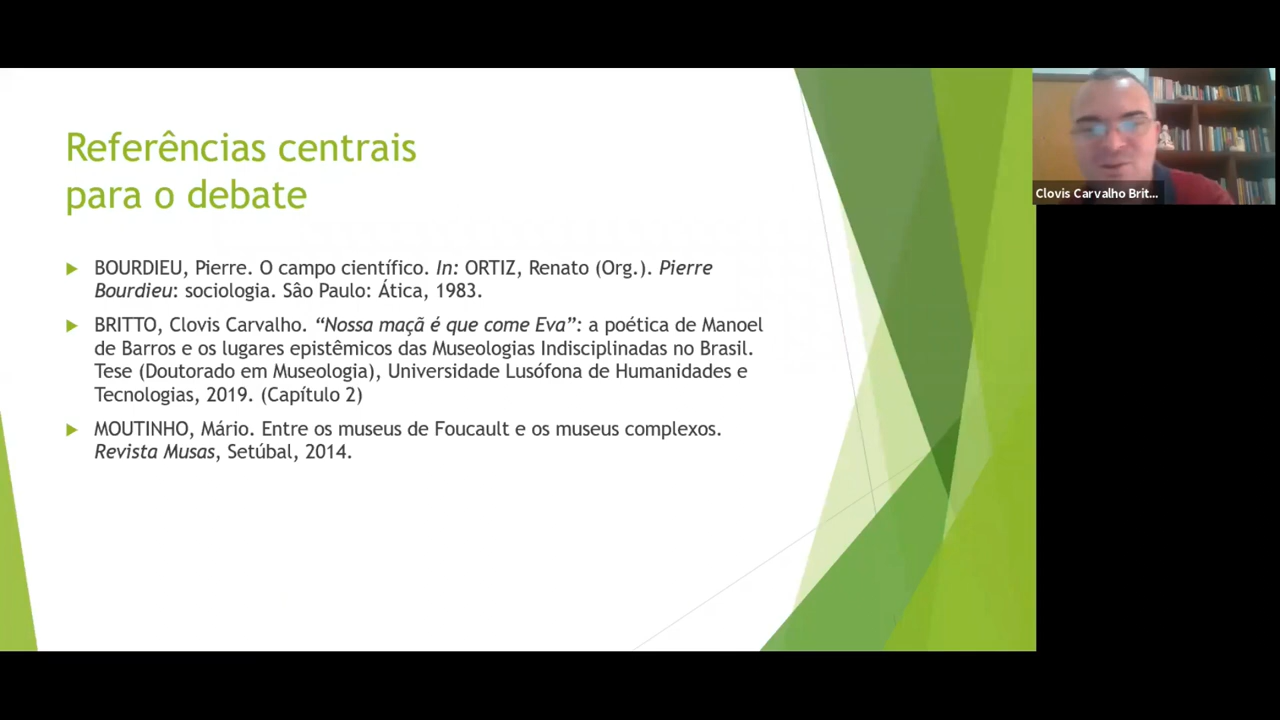 Referências centrais
para o debate
BOURDIEU, Pierre. O campo científico. In: ORTIZ, Renato (Org.). Pierre
Bourdieu: sociologia. Sâo Paulo: Ática, 1983.
BRITTO, Clovis Carvalho. “Nossa maçã é que come Eva”: a poética de Manoel
de Barros e os lugares epistêmicos das Museologias Indisciplinadas no Brasil.
Tese (Doutorado em Museologia), Universidade Lusófona de Humanidades e
Tecnologias, 2019. (Capítulo 2)
MOUTINHO, Mário. Entre os museus de Foucault e os museus complexos.
Revista Musas, Setúbal, 2014.
Clovis Carvalho Brit...